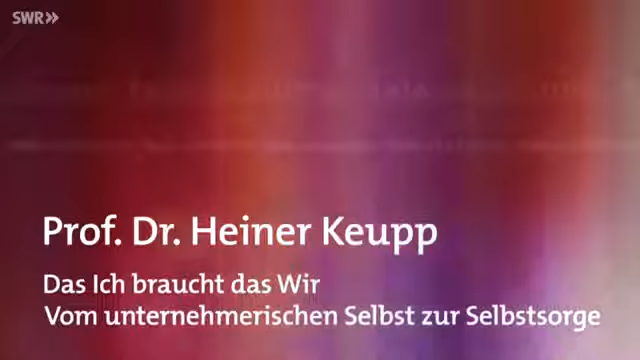 SWR»
Prof. Dr. Heiner Keupp
Das Ich braucht das Wir
Vom unternehmerischen Selbst zur Selbstsorge